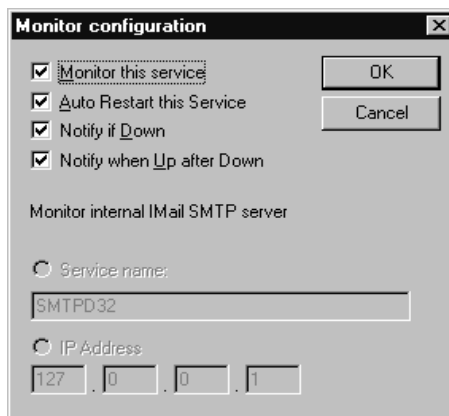 Monitor configuration
Monitor this service
OK
Auto Restart this Service
Cancel
Notify if Down
Notify when Up after Down
Monitor internal IMail SMTP server
Service name:
SMTPD32
IP Address
127 . 0 . 0 . 1